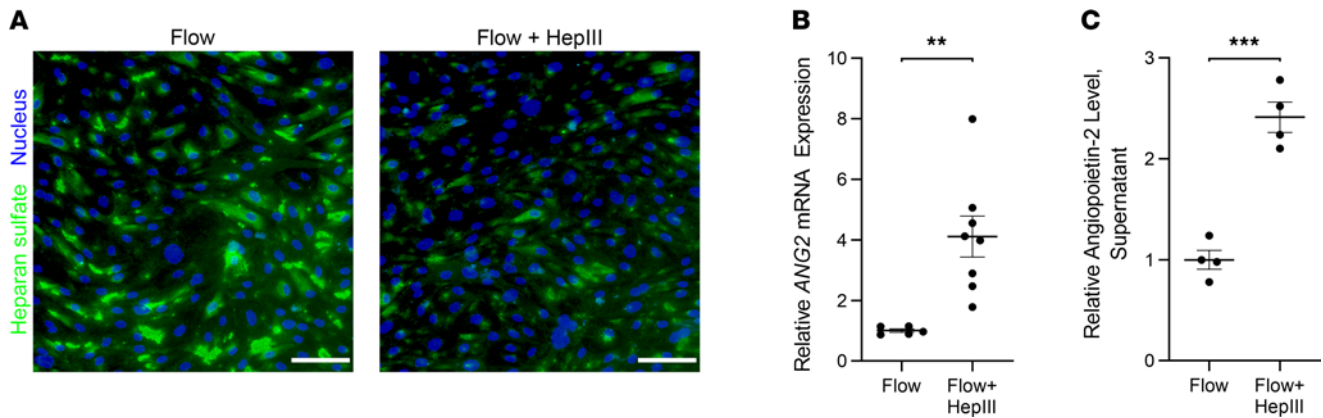 A
Flow
Flow + HepIII
Heparan sulfate Nucleus
B
**
Relative ANG2 mRNA Expression
10
8
6
4
2
0
Flow
Flow+
HepIII
C
***
Relative Angiopoietin-2 Level,
Supernatant
3
2
1
0
Flow
Flow+
HepIII